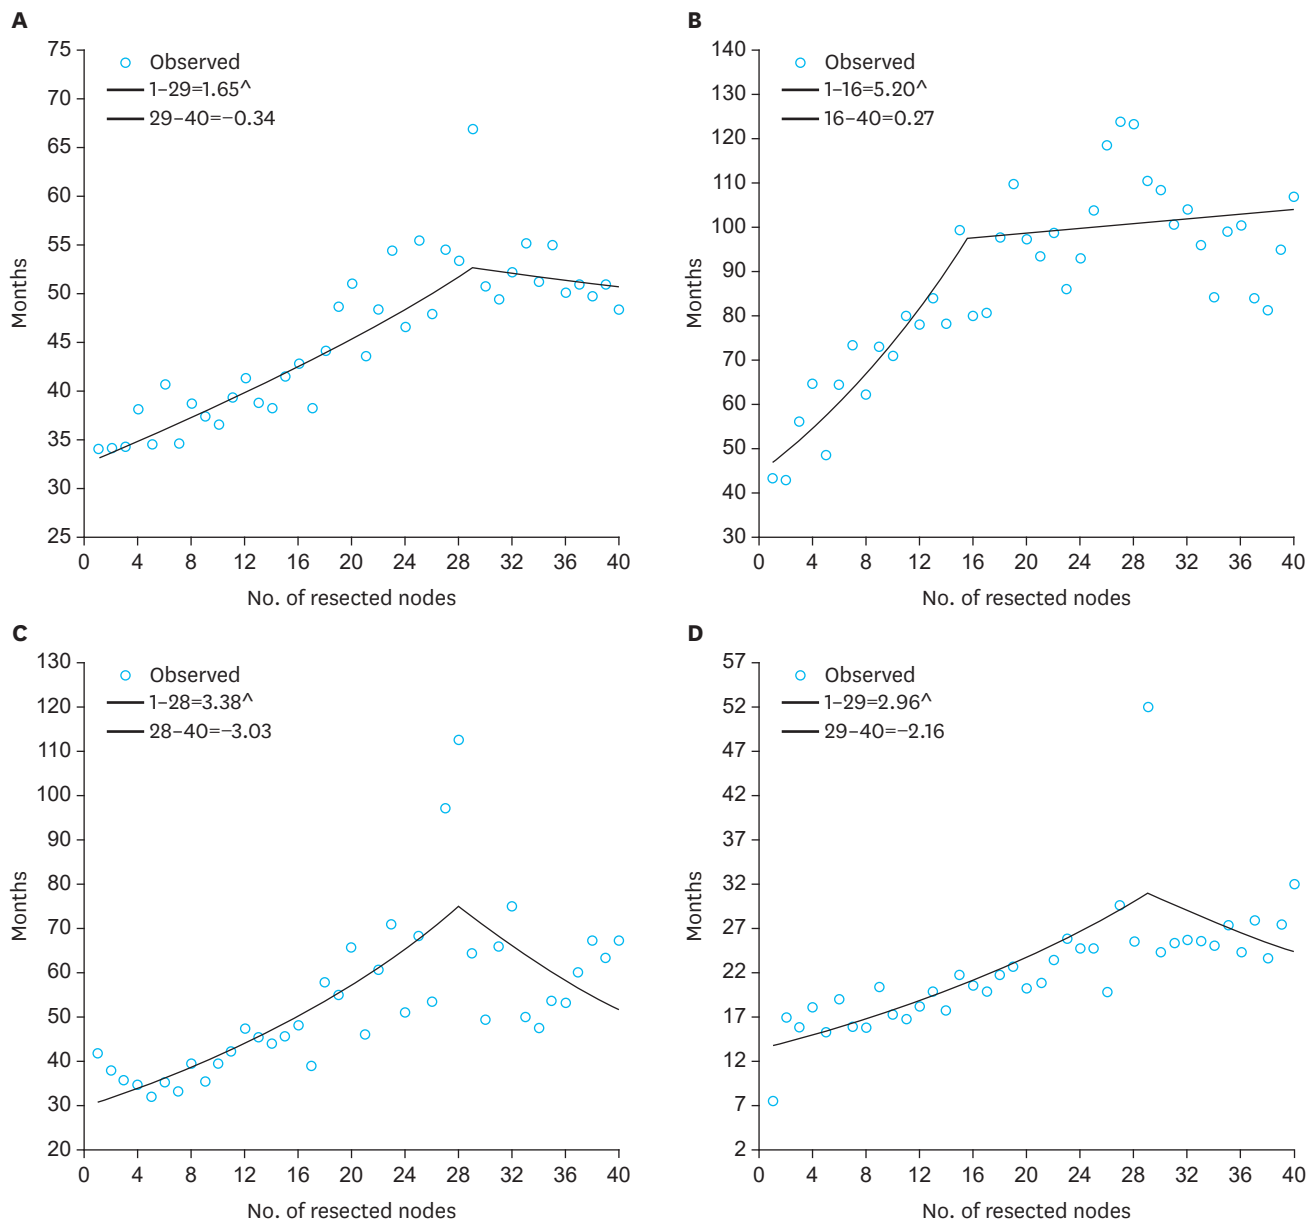 A
75
70
65
60
55
50
45
40
35
30
25
Months
Observed
1–29=1.65^
29–40=−0.34
0 4 8 12 16 20 24 28 32 36 40
No. of resected nodes
B
140
130
120
110
100
90
80
70
60
50
40
30
Months
Observed
1–16=5.20^
16–40=0.27
0 4 8 12 16 20 24 28 32 36 40
No. of resected nodes
C
130
120
110
100
90
80
70
60
50
40
30
20
Months
Observed
1–28=3.38^
28–40=−3.03
0 4 8 12 16 20 24 28 32 36 40
No. of resected nodes
D
57
52
47
42
37
32
27
22
17
12
7
2
Months
Observed
1–29=2.96^
29–40=−2.16
0 4 8 12 16 20 24 28 32 36 40
No. of resected nodes